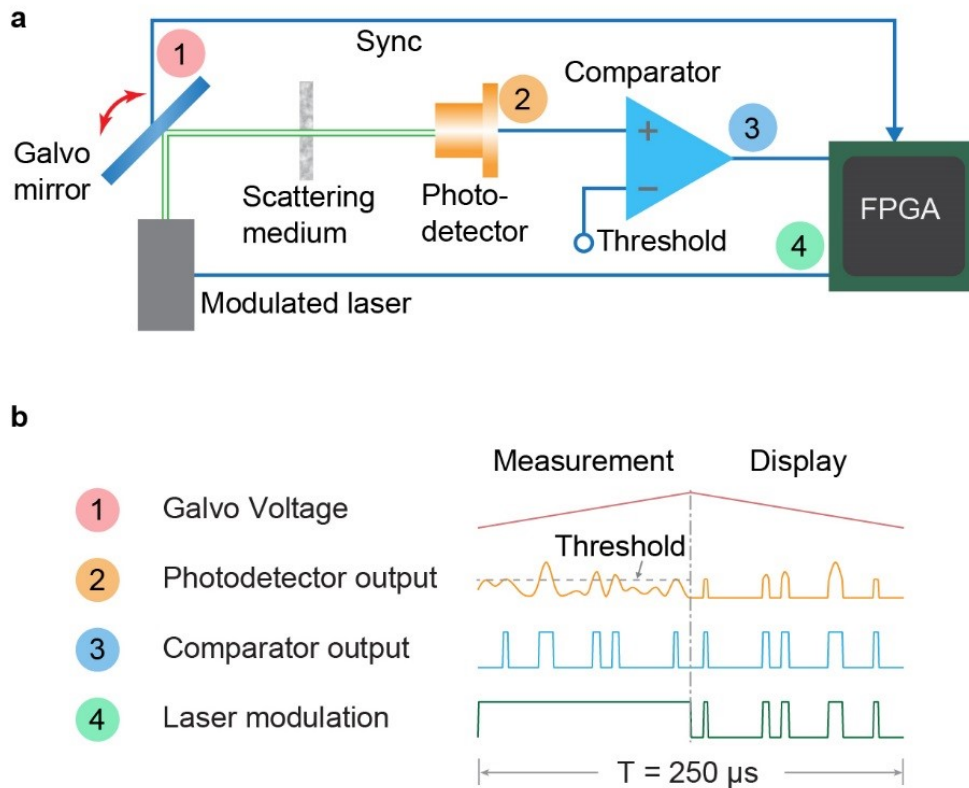 a
1
Sync
Comparator
2
+
3
Galvo
mirror
Scattering
medium
Photo-
detector
−
Threshold
FPGA
4
Modulated laser
b
Measurement
Display
1 Galvo Voltage
Threshold
2 Photodetector output
3 Comparator output
4 Laser modulation
T = 250 μs